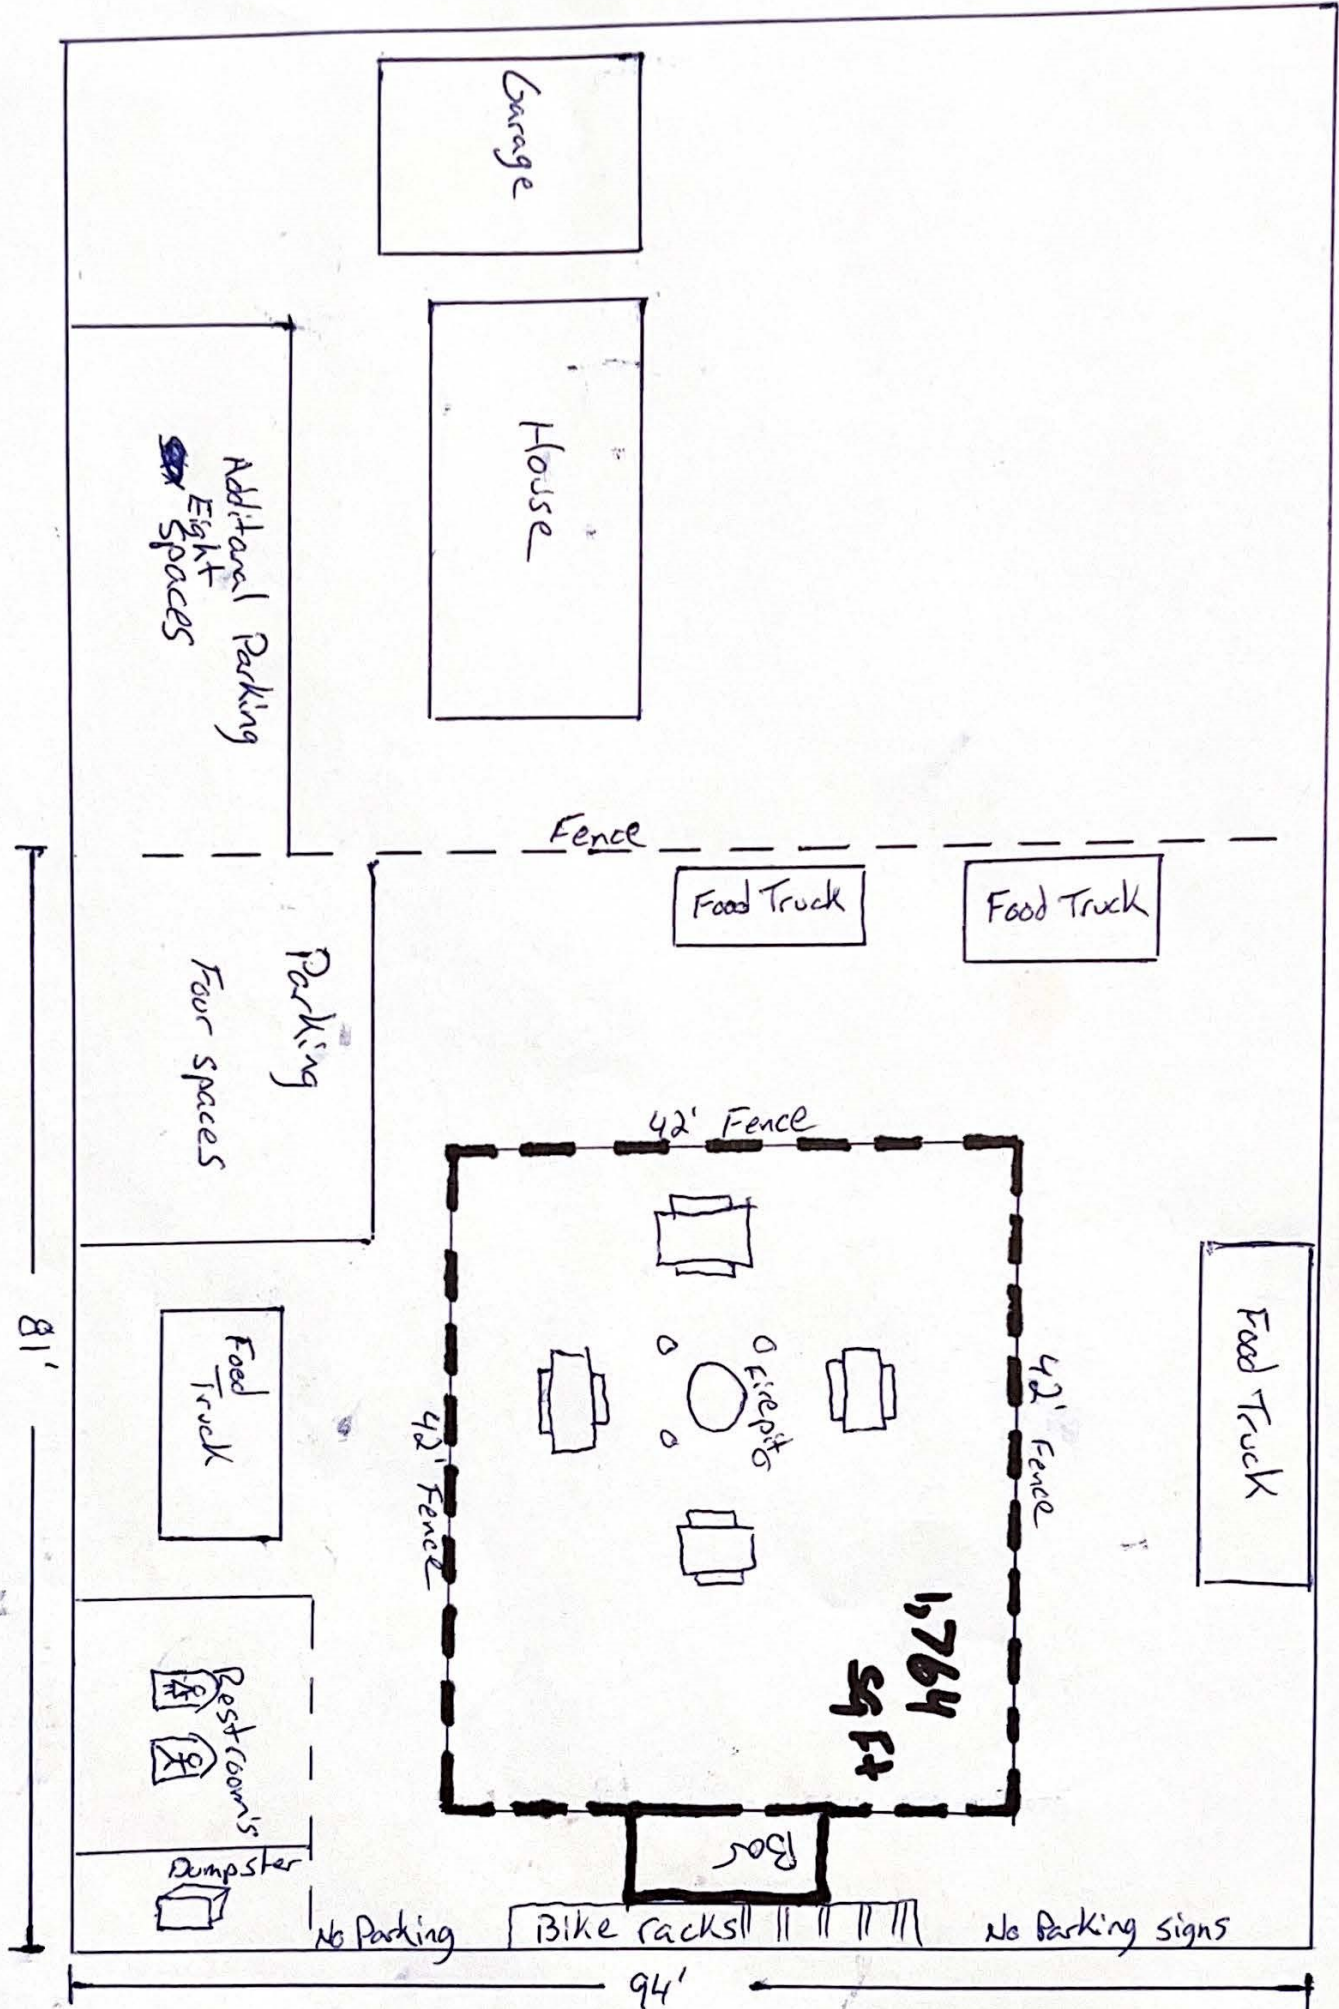 Garage
House
Additanal Parking
Eight
Spaces
Fence
Food Truck
Food Truck
Parking
Four spaces
42' Fence
81'
Food
Truck
Firepit
42' Fence
42' Fence
Food Truck
1,764
sq ft
Restroom's
Bar
Dumpster
No Parking
Bike racks
No Parking signs
94'